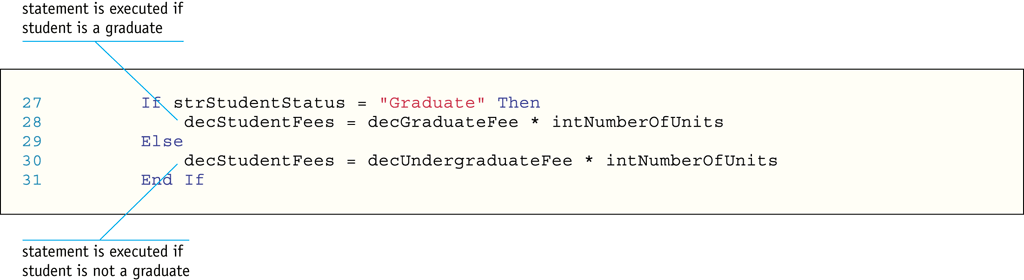 statement is executed if
student is a graduate
27 If strStudentStatus = "Graduate" Then
28 decStudentFees = decGraduateFee * intNumberOfUnits
29 Else
30 decStudentFees = decUndergraduateFee * intNumberOfUnits
31 End If
statement is executed if
student is not a graduate